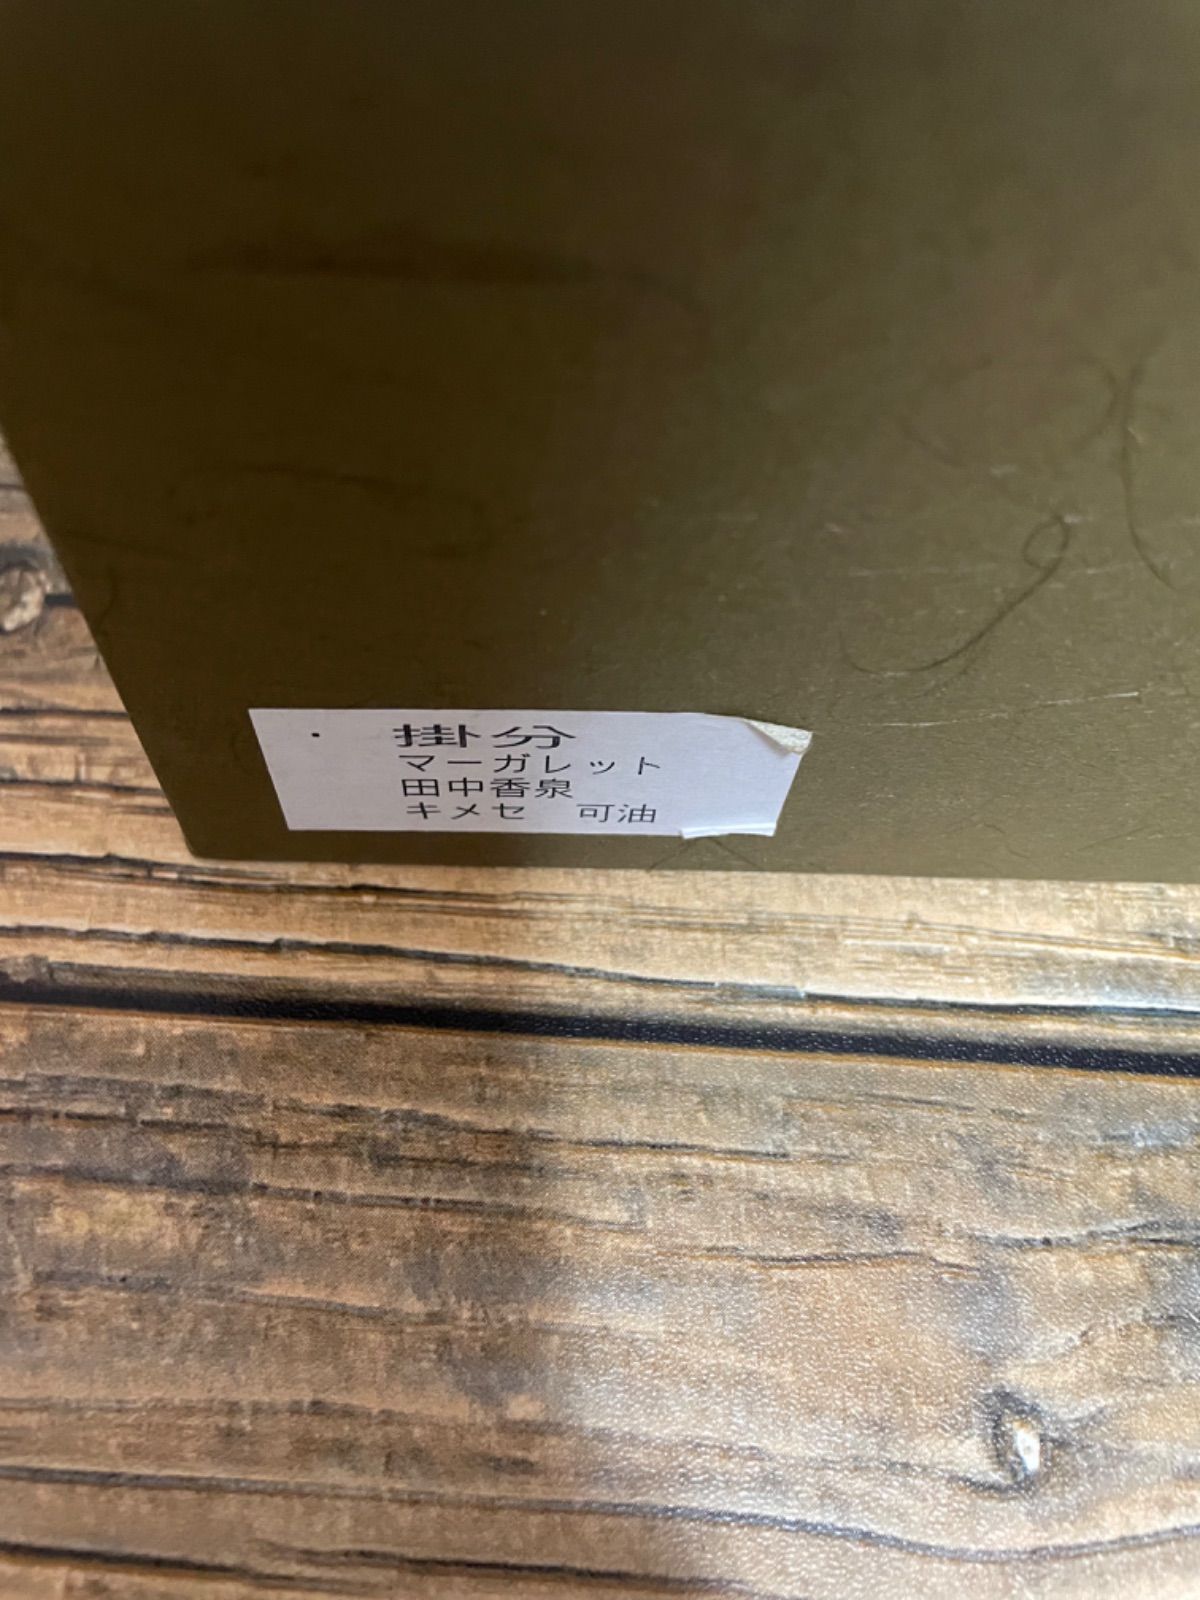 ・ 掛分
マーガレット
田中香泉
キメセ 可油